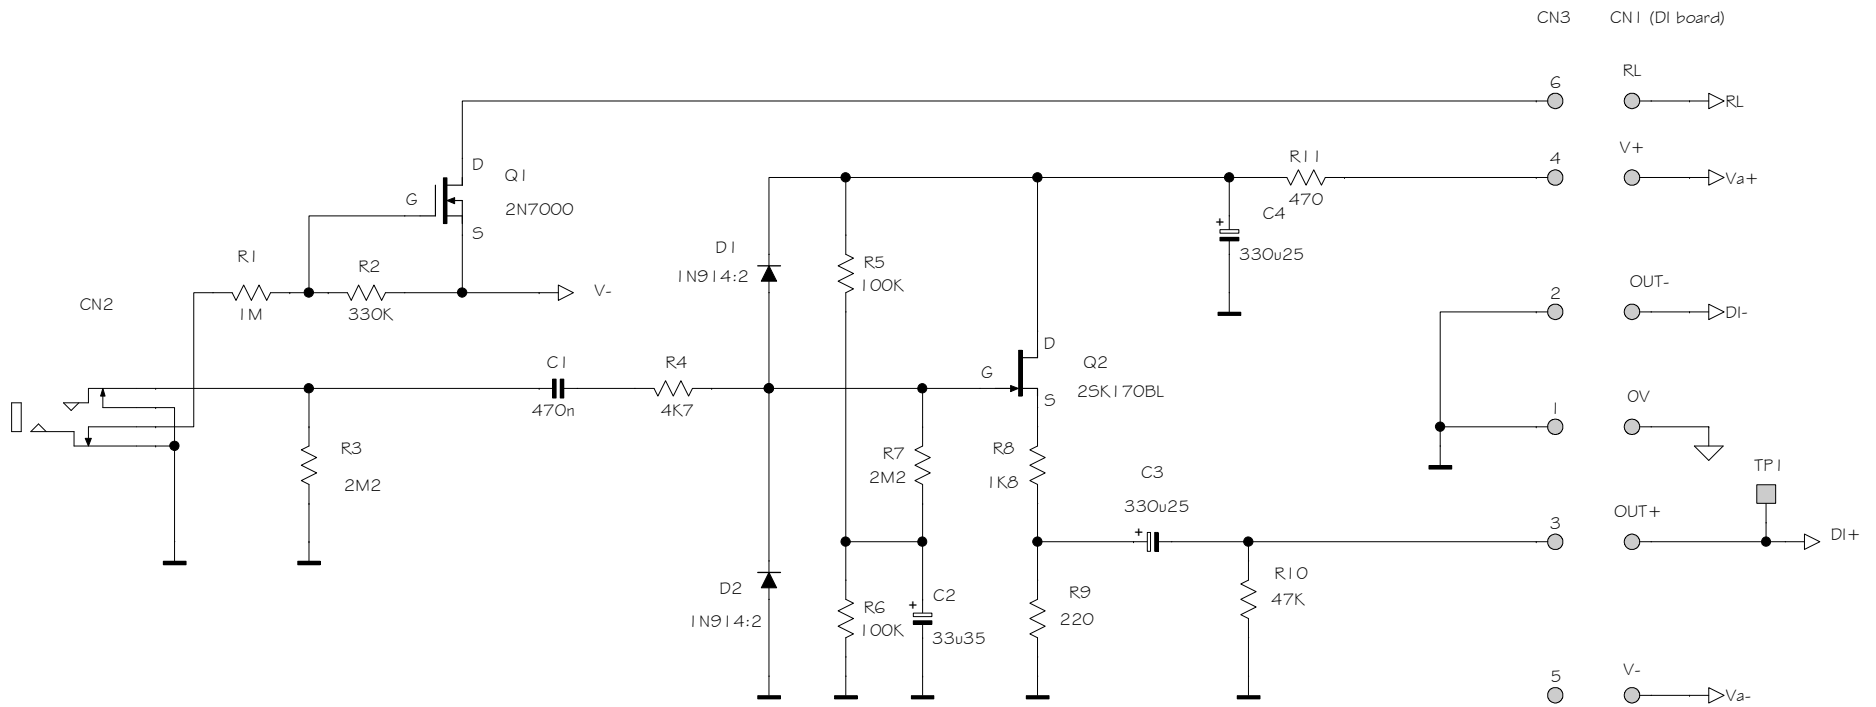 CN3 CN1 (DI board)
6 RL
RL
D
Q1
G
2N7000
S
R11
4 V+
Va+
470
C4
+
330u25
R1
R2
D1
1N914:2
R5
100K
V-
1M
330K
CN2
2 OUT-
DI-
C1
R4
D
Q2
G
2SK170BL
S
470n
4K7
1 0V
R3
2M2
R7
2M2
R8
1K8
C3
330u25
+
TP1
3 OUT+
DI+
D2
1N914:2
R6
100K
C2
+
33u35
R9
220
R10
47K
5 V-
Va-